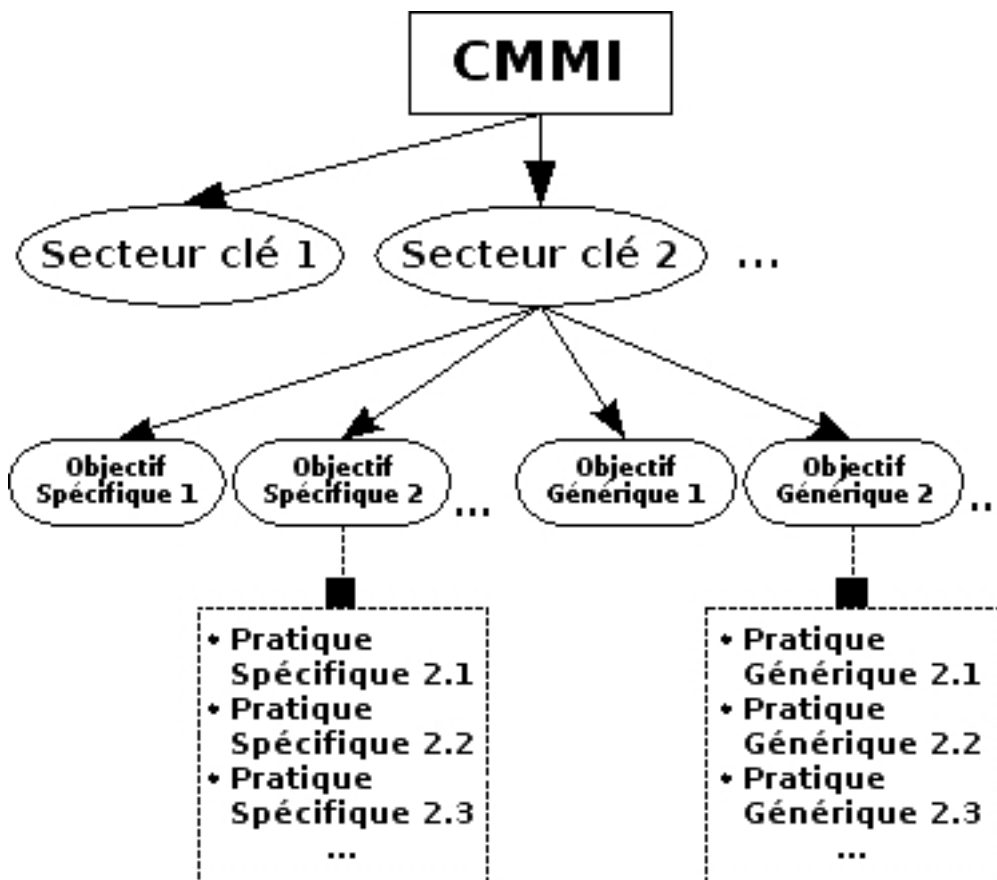 CMMI
Secteur clé 1
Secteur clé 2
...
Objectif
Spécifique 1
Objectif
Spécifique 2
...
Objectif
Générique 1
Objectif
Générique 2
..
• Pratique
Spécifique 2.1
• Pratique
Spécifique 2.2
• Pratique
Spécifique 2.3
...
• Pratique
Générique 2.1
• Pratique
Générique 2.2
• Pratique
Générique 2.3
...